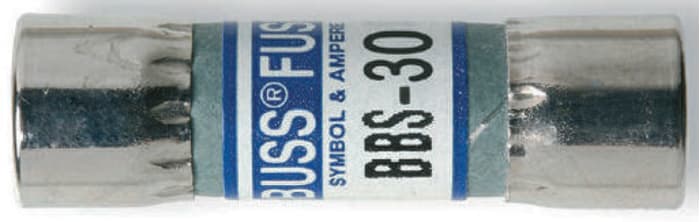 BUSS® FUS
SYMBOL & AMPERE
BBS-30